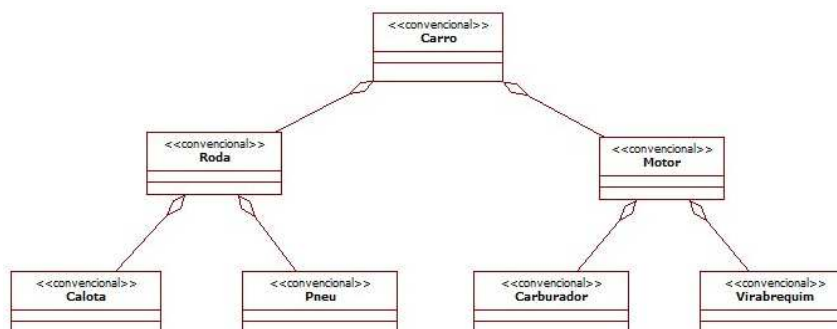 <<convencional>>
Carro
<<convencional>>
Roda
<<convencional>>
Motor
<<convencional>>
Calota
<<convencional>>
Pneu
<<convencional>>
Carburador
<<convencional>>
Virabrequim